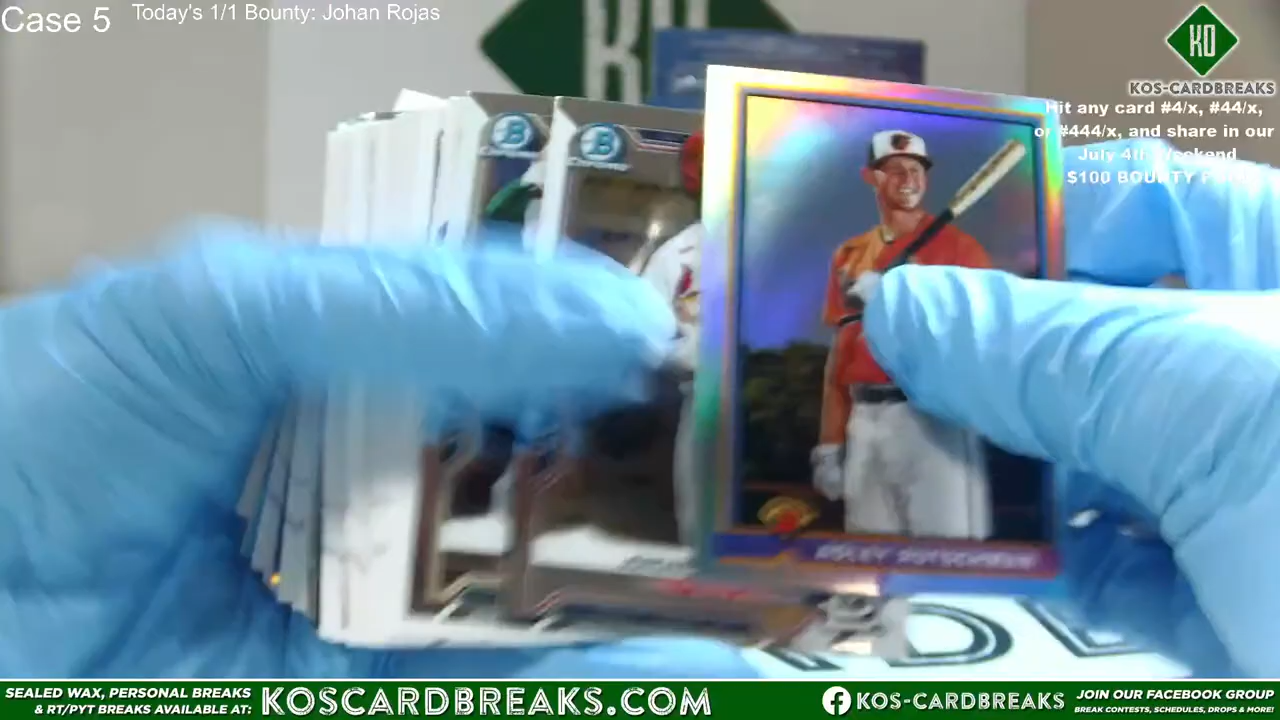 Case 5
Today's 1/1 Bounty: Johan Rojas
KO
KOS-CARDBREAKS
Hit any card #4/x, #44/x,
or #444/x, and share in our
July 4th Weekend
$100 BOUNTY
B
B
ADLEY RUTSCHMAN
SEALED WAX, PERSONAL BREAKS
& RT/PYT BREAKS AVAILABLE AT:
KOSCARDBREAKS.COM
KOS-CARDBREAKS
JOIN OUR FACEBOOK GROUP
BREAK CONTESTS, SCHEDULES, DROPS & MORE!